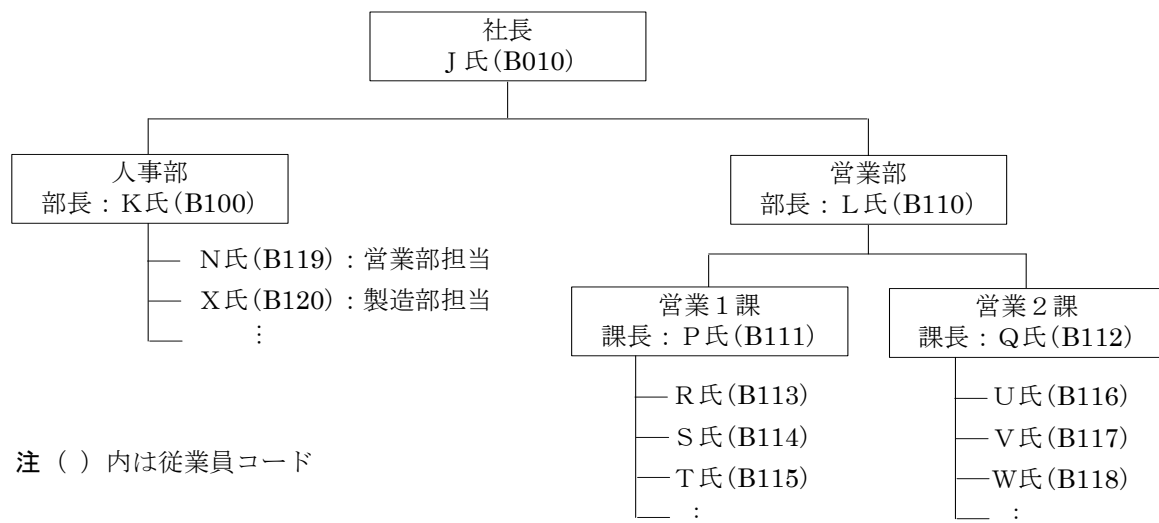 社長
J氏(B010)
人事部
部長：K氏(B100)
営業部
部長：L氏(B110)
N氏(B119)：営業部担当
X氏(B120)：製造部担当
：
営業1課
課長：P氏(B111)
営業2課
課長：Q氏(B112)
R氏(B113)
S氏(B114)
T氏(B115)
：
U氏(B116)
V氏(B117)
W氏(B118)
：
注（ ）内は従業員コード